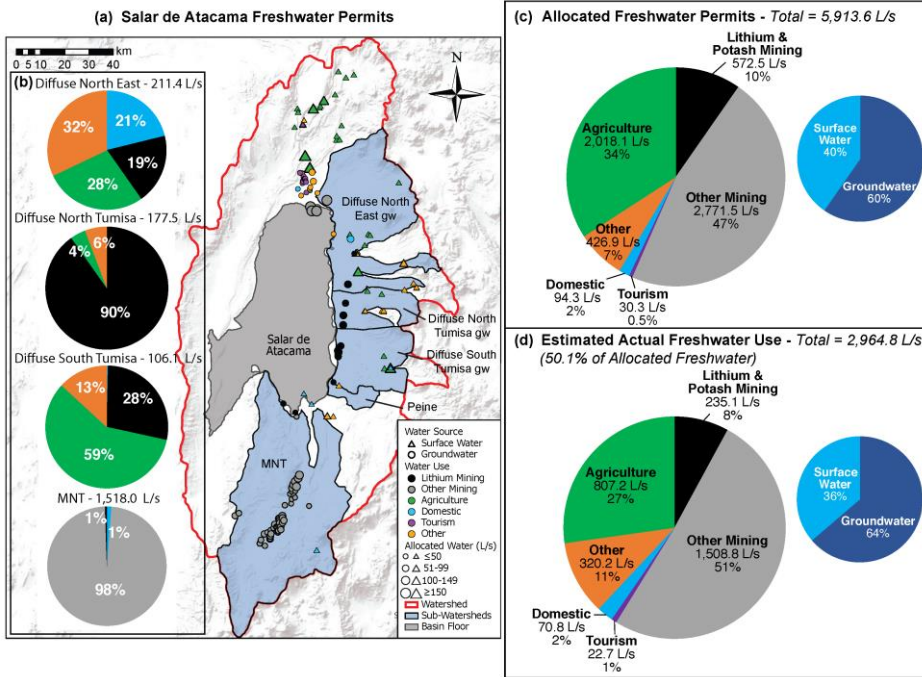 (a) Salar de Atacama Freshwater Permits
0 5 10 20 30 40
km
N
(b)
Diffuse North East - 211.4 L/s
32%
21%
19%
28%
Diffuse North Tumisa - 177.5 L/s
4%
6%
90%
Diffuse South Tumisa - 106.1 L/s
13%
28%
59%
MNT - 1,518.0 L/s
1%
1%
98%
Diffuse North
East gw
Diffuse North
Tumisa gw
Diffuse South
Tumisa gw
Peine
Salar de
Atacama
MNT
Water Source
Surface Water
Groundwater
Water Use
Lithium Mining
Other Mining
Agriculture
Domestic
Tourism
Other
Allocated Water (L/s)
≤50
51-99
100-149
≥150
Watershed
Sub-Watersheds
Basin Floor
(c) Allocated Freshwater Permits - Total = 5,913.6 L/s
Lithium &
Potash Mining
572.5 L/s
10%
Agriculture
2,018.1 L/s
34%
Other Mining
2,771.5 L/s
47%
Other
426.9 L/s
7%
Domestic
94.3 L/s
2%
Tourism
30.3 L/s
0.5%
Surface
Water
40%
Groundwater
60%
(d) Estimated Actual Freshwater Use - Total = 2,964.8 L/s
(50.1% of Allocated Freshwater)
Lithium &
Potash Mining
235.1 L/s
8%
Agriculture
807.2 L/s
27%
Other Mining
1,508.8 L/s
51%
Other
320.2 L/s
11%
Domestic
70.8 L/s
2%
Tourism
22.7 L/s
1%
Surface
Water
36%
Groundwater
64%